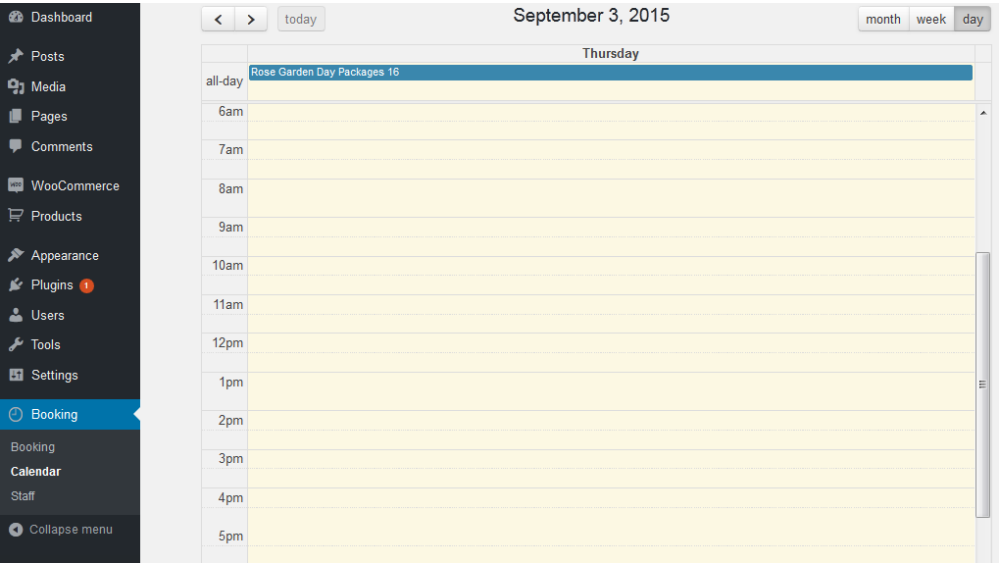 Dashboard
Posts
Media
Pages
Comments
WooCommerce
Products
Appearance
Plugins 1
Users
Tools
Settings
Booking
Booking
Calendar
Staff
Collapse menu
today
September 3, 2015
month week day
Thursday
all-day Rose Garden Day Packages 16
6am
7am
8am
9am
10am
11am
12pm
1pm
2pm
3pm
4pm
5pm